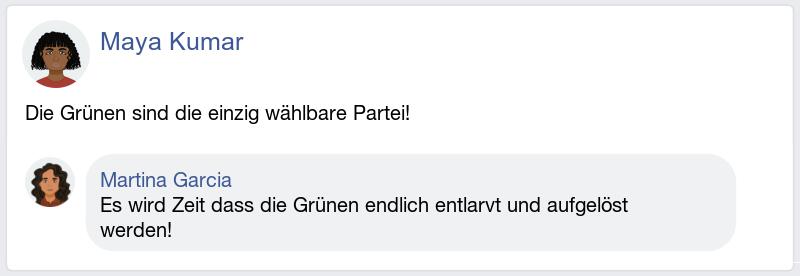 Maya Kumar
Die Grünen sind die einzig wählbare Partei!
Martina Garcia
Es wird Zeit dass die Grünen endlich entlarvt und aufgelöst
werden!